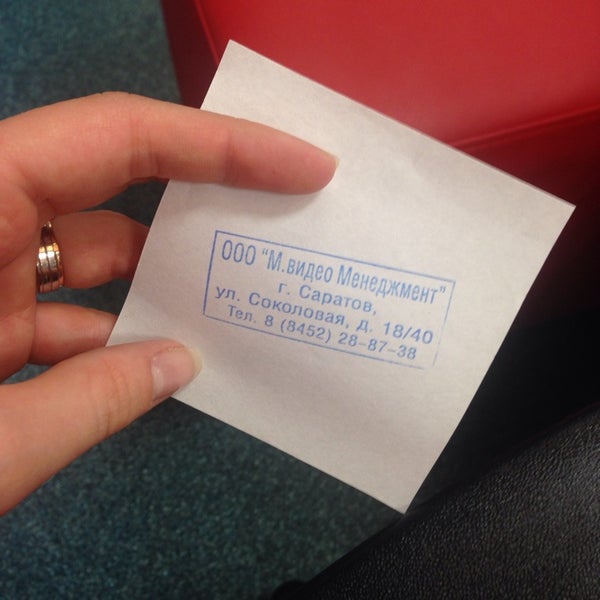 ООО "М.видео Менеджмент"
г. Саратов,
ул. Соколовая, д. 18/40
Тел. 8 (8452) 28-87-38